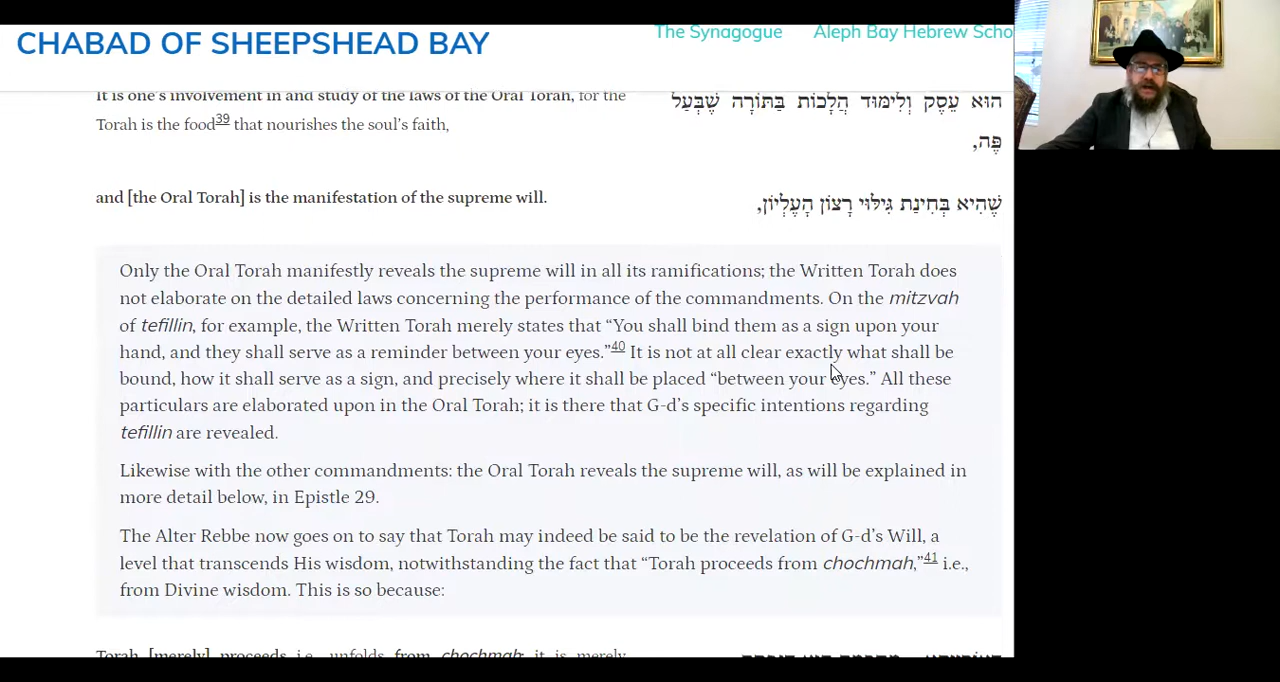 CHABAD OF SHEEPSHEAD BAY
The Synagogue Aleph Bay Hebrew Scho
It is one's involvement in and study of the laws of the Oral Torah, for the
Torah is the food39 that nourishes the soul's faith,
הוּא עֵסֶק וְלִימּוּד הֲלָכוֹת בַּתּוֹרָה שֶׁבְּעַל
פֶּה,
and [the Oral Torah] is the manifestation of the supreme will.
שֶׁהִיא בְּחִינַת גִּילּוּי רָצוֹן הָעֶלְיוֹן,
Only the Oral Torah manifestly reveals the supreme will in all its ramifications; the Written Torah does
not elaborate on the detailed laws concerning the performance of the commandments. On the mitzvah
of tefillin, for example, the Written Torah merely states that “You shall bind them as a sign upon your
hand, and they shall serve as a reminder between your eyes.”40 It is not at all clear exactly what shall be
bound, how it shall serve as a sign, and precisely where it shall be placed “between your eyes.” All these
particulars are elaborated upon in the Oral Torah; it is there that G-d’s specific intentions regarding
tefillin are revealed.
Likewise with the other commandments: the Oral Torah reveals the supreme will, as will be explained in
more detail below, in Epistle 29.
The Alter Rebbe now goes on to say that Torah may indeed be said to be the revelation of G-d’s Will, a
level that transcends His wisdom, notwithstanding the fact that “Torah proceeds from chochmah,”41 i.e.,
from Divine wisdom. This is so because:
Torah [merely] proceeds i.e., unfolds from chochmah; it is merely